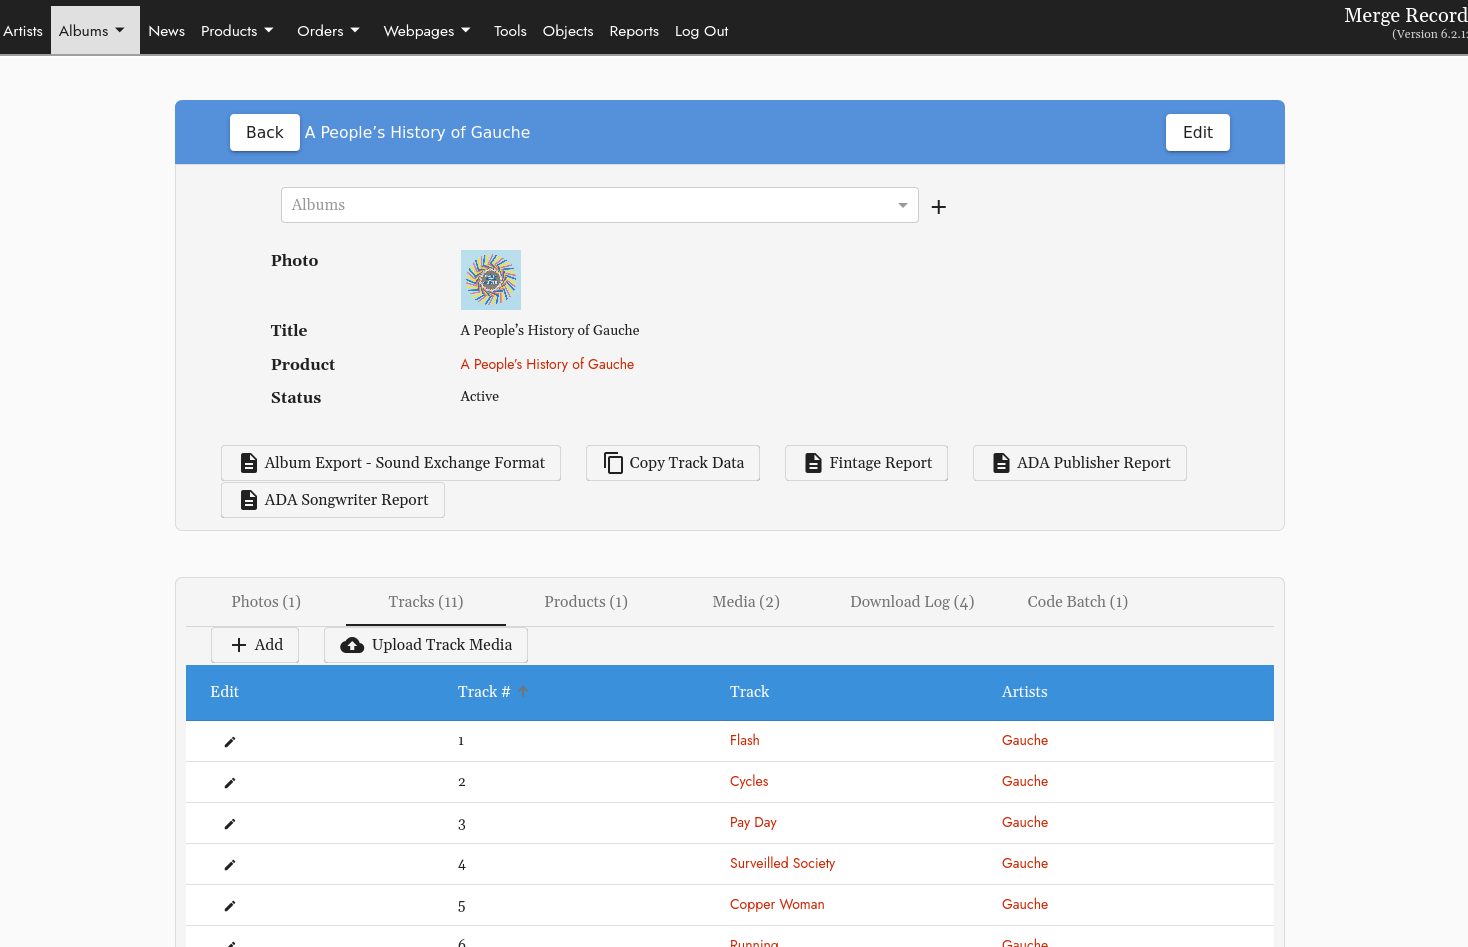 Artists Albums News Products Orders Webpages Tools Objects Reports Log Out
Merge Record
(Version 6.2.1
Back A People’s History of Gauche Edit
Albums
Photo
Title A People’s History of Gauche
Product A People’s History of Gauche
Status Active
Album Export - Sound Exchange Format Copy Track Data Fintage Report ADA Publisher Report
ADA Songwriter Report
Photos (1) Tracks (11) Products (1) Media (2) Download Log (4) Code Batch (1)
Add Upload Track Media
Edit Track # Track Artists
1 Flash Gauche
2 Cycles Gauche
3 Pay Day Gauche
4 Surveilled Society Gauche
5 Copper Woman Gauche
6 Running Gauche